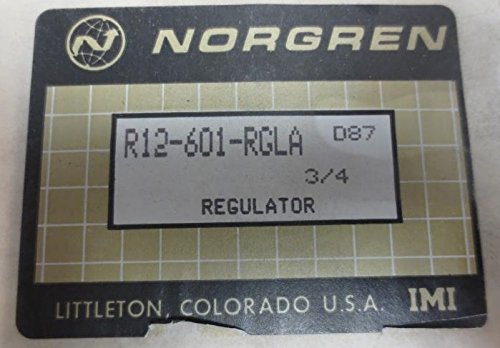 NORGREN
R12-601-RGLA D87
3/4
REGULATOR
LITTLETON, COLORADO U.S.A. IMI